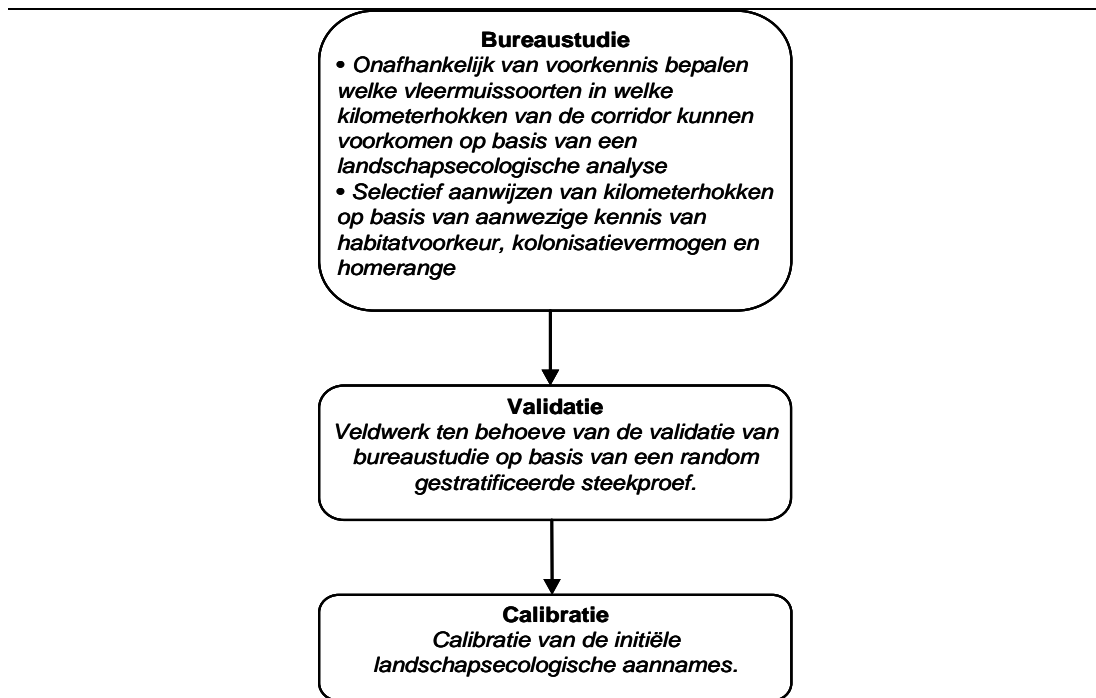 Bureaustudie
• Onafhankelijk van voorkennis bepalen
welke vleermuissoorten in welke
kilometerhokken van de corridor kunnen
voorkomen op basis van een
landschapsecologische analyse
• Selectief aanwijzen van kilometerhokken
op basis van aanwezige kennis van
habitatvoorkeur, kolonisatievermogen en
homerange
Validatie
Veldwerk ten behoeve van de validatie van
bureaustudie op basis van een random
gestratificeerde steekproef.
Calibratie
Calibratie van de initiële
landschapsecologische aannames.